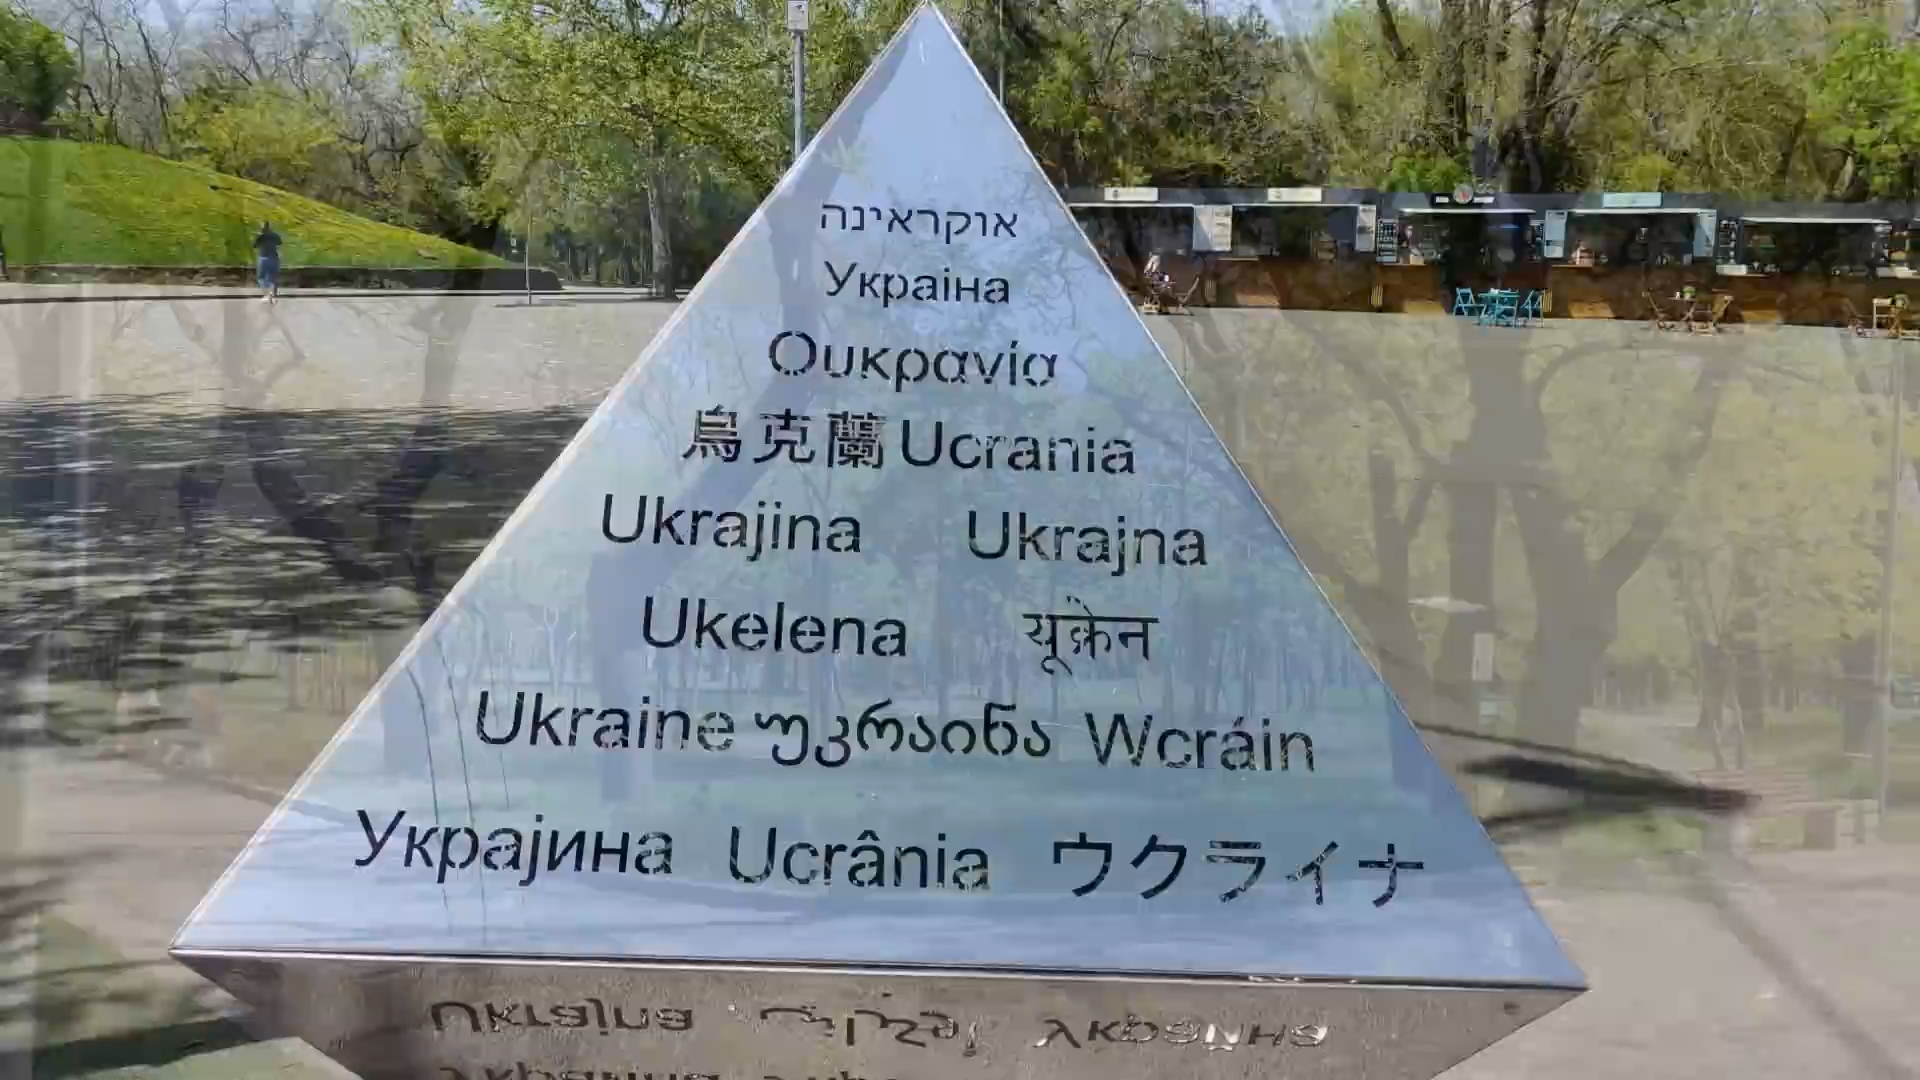 אוקראינה
Україна
Ουκρανία
烏克蘭 Ucrania
Ukrajina Ukrajna
Ukelena यूक्रेन
Ukraine უკრაინა Wcráin
Украјина Ucrânia ウクライナ